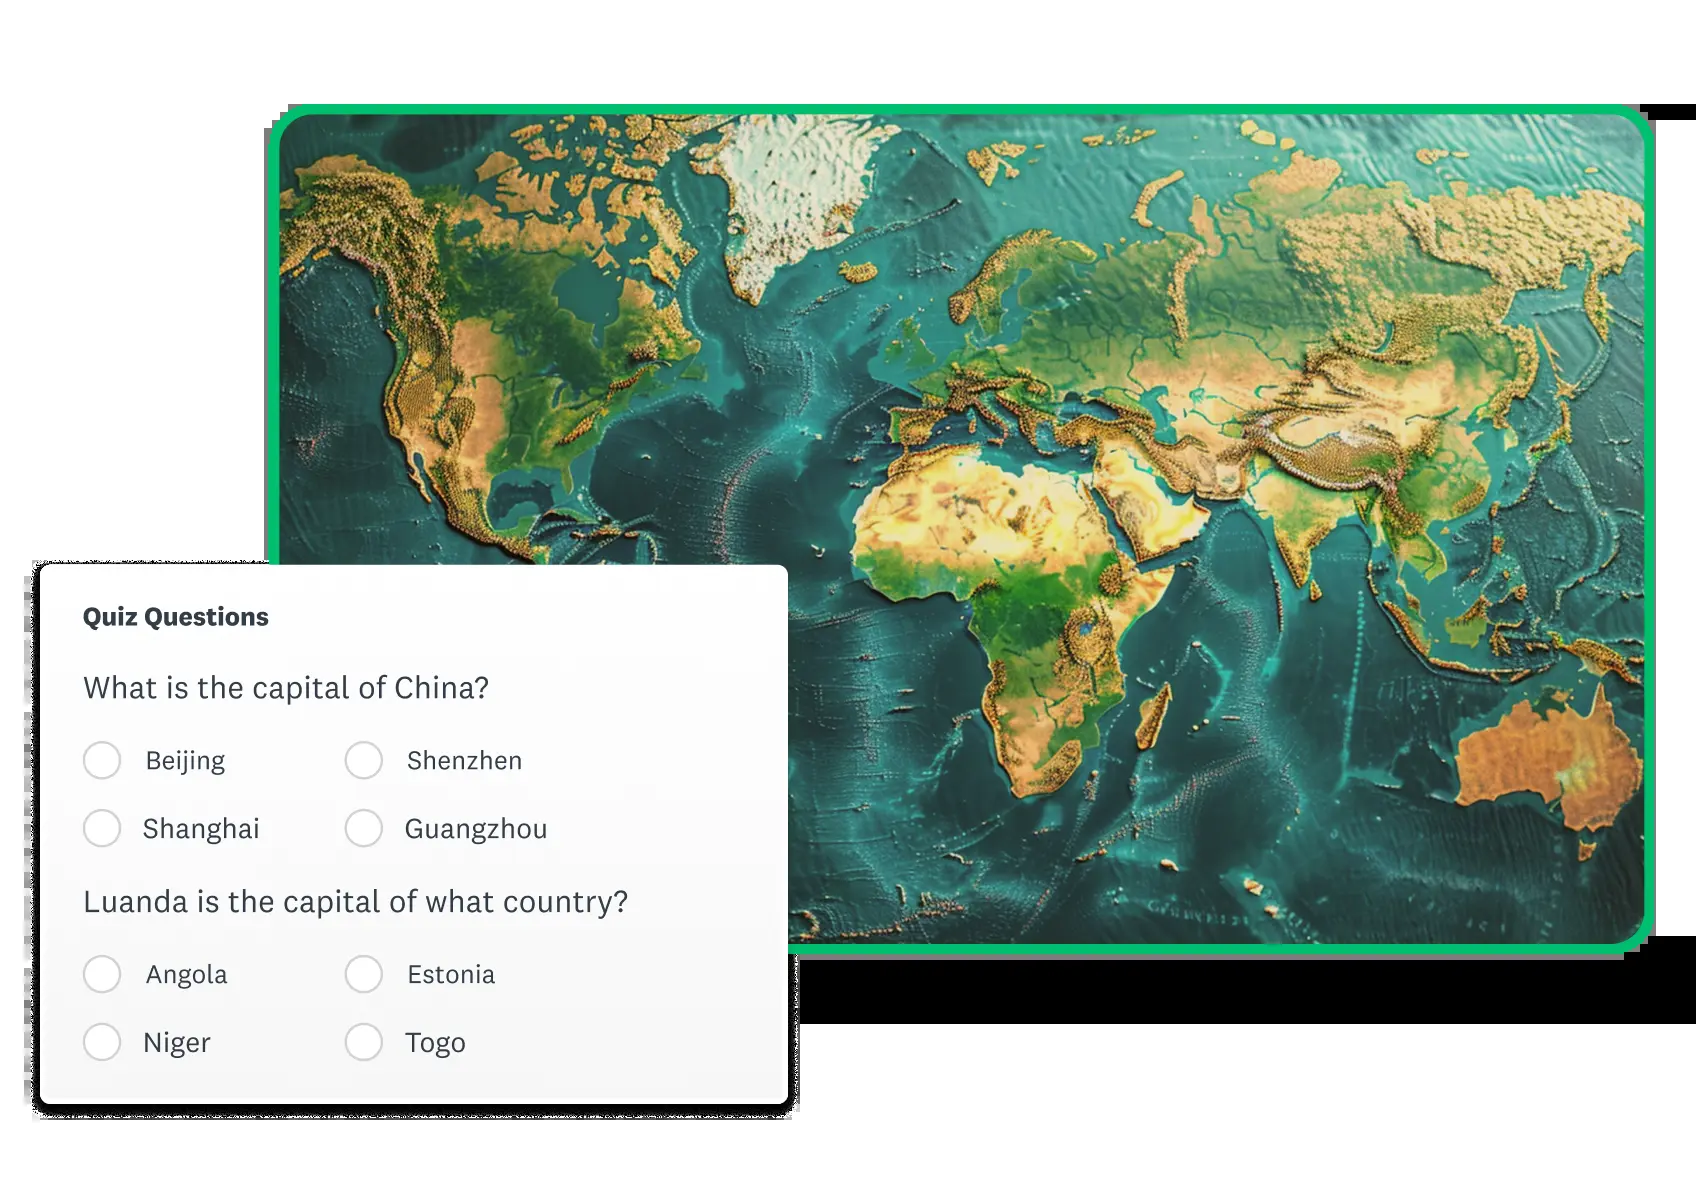 Quiz Questions
What is the capital of China?
Beijing Shenzhen
Shanghai Guangzhou
Luanda is the capital of what country?
Angola Estonia
Niger Togo